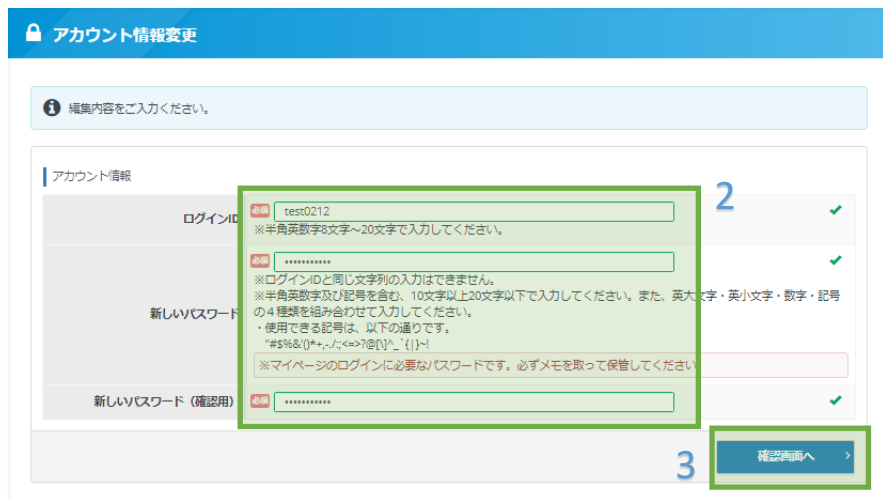 アカウント情報変更
編集内容をご入力ください。
アカウント情報
2
ログインID
必須 test0212
※半角英数字8文字～20文字で入力してください。
新しいパスワード
必須 •••••••••••
※ログインIDと同じ文字列の入力はできません。
※半角英数字及び記号を含む、10文字以上20文字以下で入力してください。また、英大文字・英小文字・数字・記号
の４種類を組み合わせて入力してください。
・使用できる記号は、以下の通りです。
"#$%&'()*+,-./:;<=>?@[\]^_`{|}~!
※マイページのログインに必要なパスワードです。必ずメモを取って保管してください
新しいパスワード（確認用）
必須 •••••••••••
3
確認画面へ